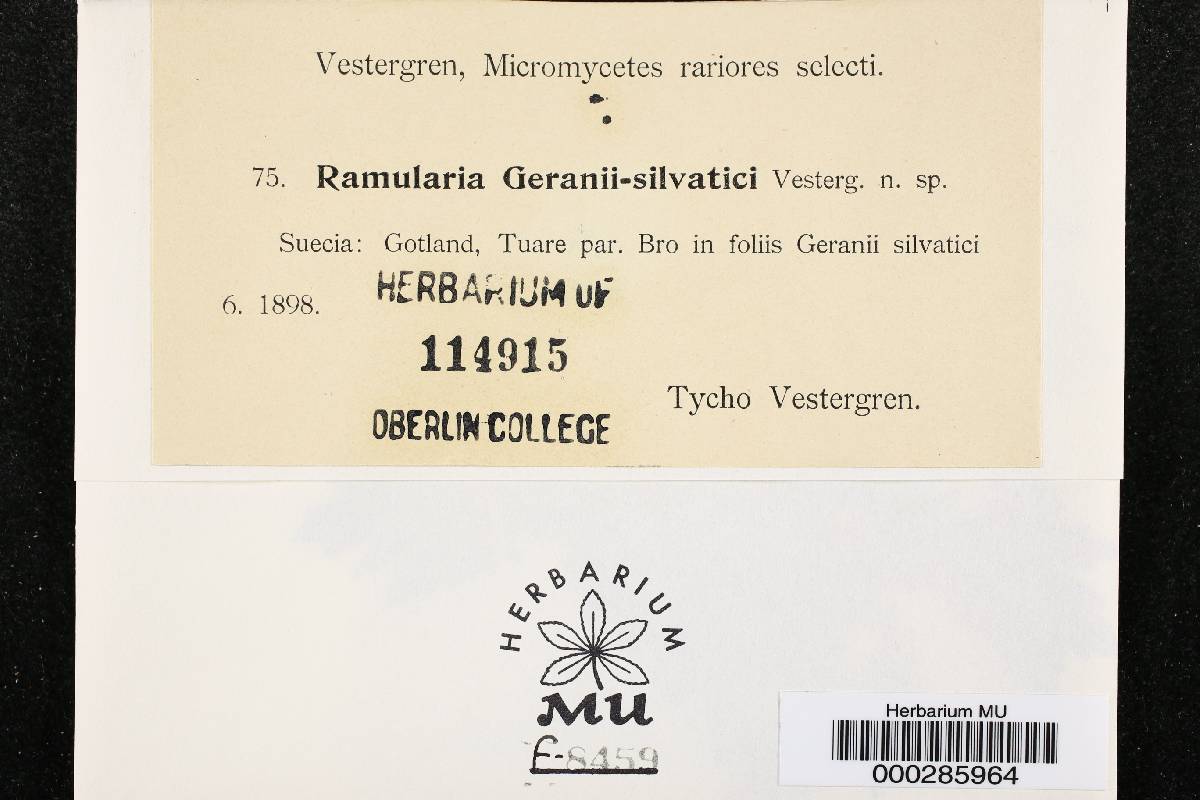 Vestergren, Micromycetes rariores selecti.
75. Ramularia Geranii-silvatici Vesterg. n. sp.
Suecia: Gotland, Tuare par. Bro in foliis Geranii silvatici
6. 1898.
HERBARIUM OF
114915
OBERLIN COLLEGE
Tycho Vestergren.
HERBARIUM
MU
F-8459
Herbarium MU
000285964